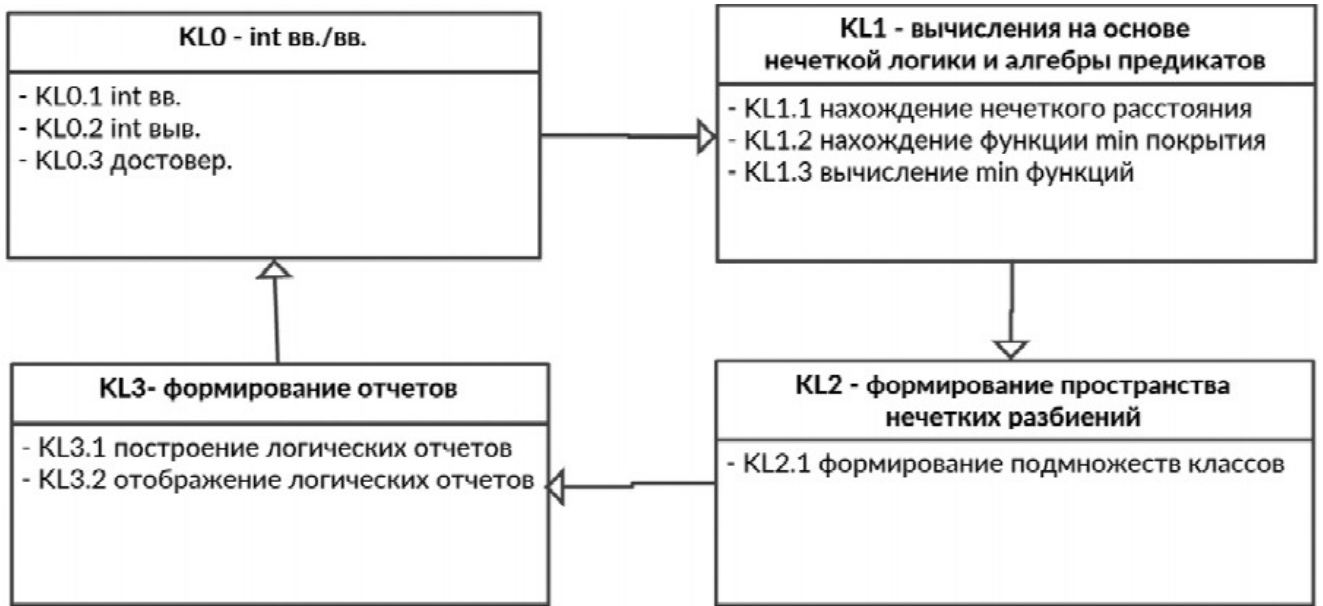 KL0 - int вв./вв.
- KL0.1 int вв.
- KL0.2 int выв.
- KL0.3 достовер.
KL1 - вычисления на основе
нечеткой логики и алгебры предикатов
- KL1.1 нахождение нечеткого расстояния
- KL1.2 нахождение функции min покрытия
- KL1.3 вычисление min функций
KL3- формирование отчетов
- KL3.1 построение логических отчетов
- KL3.2 отображение логических отчетов
KL2 - формирование пространства
нечетких разбиений
- KL2.1 формирование подмножеств классов